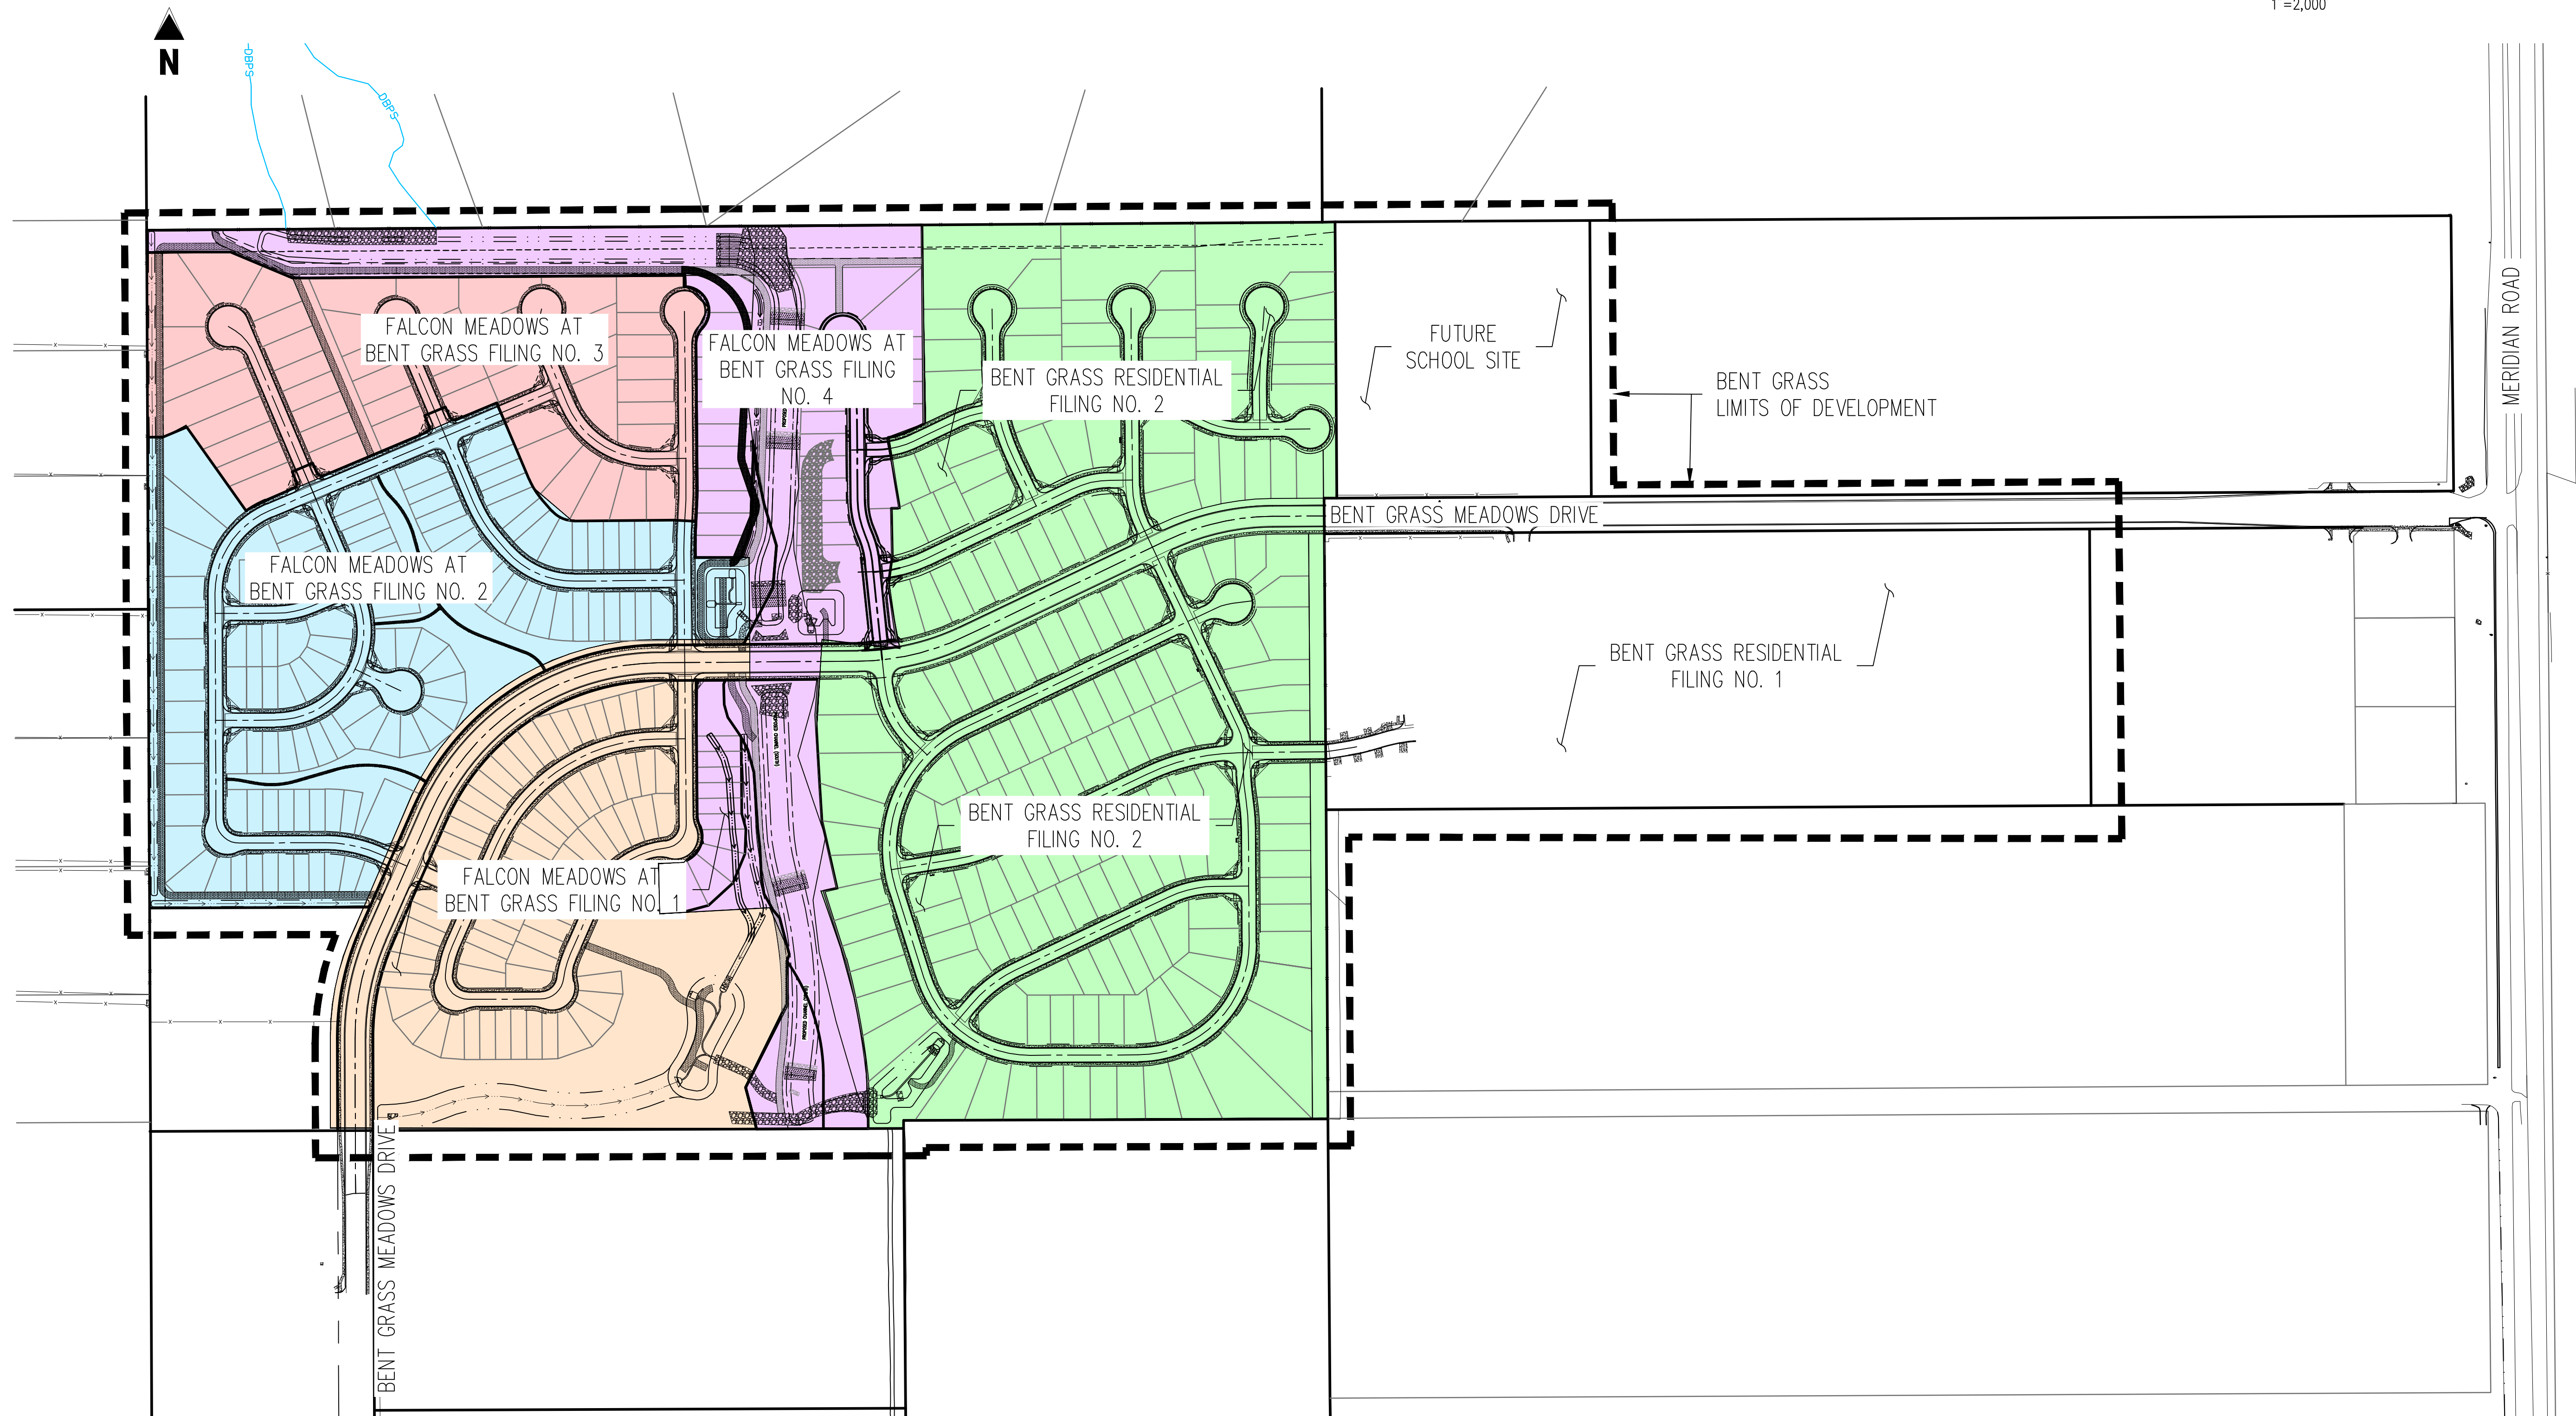 1 =2,000
N
DBPS
DBPS
MERIDIAN ROAD
FALCON MEADOWS AT
BENT GRASS FILING NO. 3
FALCON MEADOWS AT
BENT GRASS FILING
NO. 4
BENT GRASS RESIDENTIAL
FILING NO. 2
FUTURE
SCHOOL SITE
BENT GRASS
LIMITS OF DEVELOPMENT
BENT GRASS MEADOWS DRIVE
FALCON MEADOWS AT
BENT GRASS FILING NO. 2
BENT GRASS RESIDENTIAL
FILING NO. 1
BENT GRASS RESIDENTIAL
FILING NO. 2
FALCON MEADOWS AT
BENT GRASS FILING NO. 1
BENT GRASS MEADOWS DRIVE